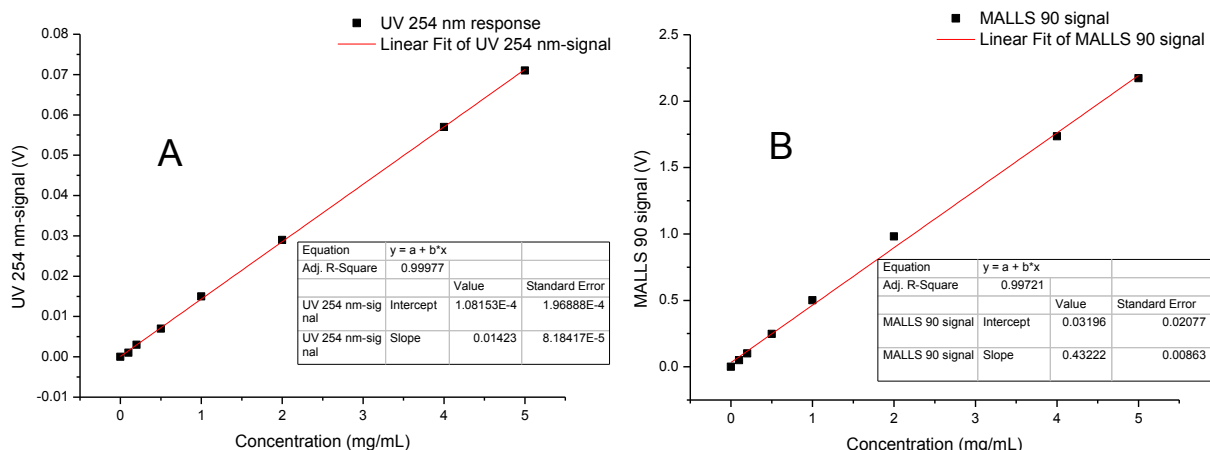 UV 254 nm response
Linear Fit of UV 254 nm-signal
0.08
0.07
0.06
0.05
0.04
0.03
0.02
0.01
0.00
-0.01
UV 254 nm-signal (V)
A
Equation y = a + b*x
Adj. R-Square 0.99977
Value Standard Error
UV 254 nm-sig
nal Intercept 1.08153E-4 1.96888E-4
UV 254 nm-sig
nal Slope 0.01423 8.18417E-5
0 1 2 3 4 5
Concentration (mg/mL)
MALLS 90 signal
Linear Fit of MALLS 90 signal
2.5
2.0
1.5
1.0
0.5
0.0
MALLS 90 signal (V)
B
Equation y = a + b*x
Adj. R-Square 0.99721
Value Standard Error
MALLS 90 signal Intercept 0.03196 0.02077
MALLS 90 signal Slope 0.43222 0.00863
0 1 2 3 4 5
Concentration (mg/mL)